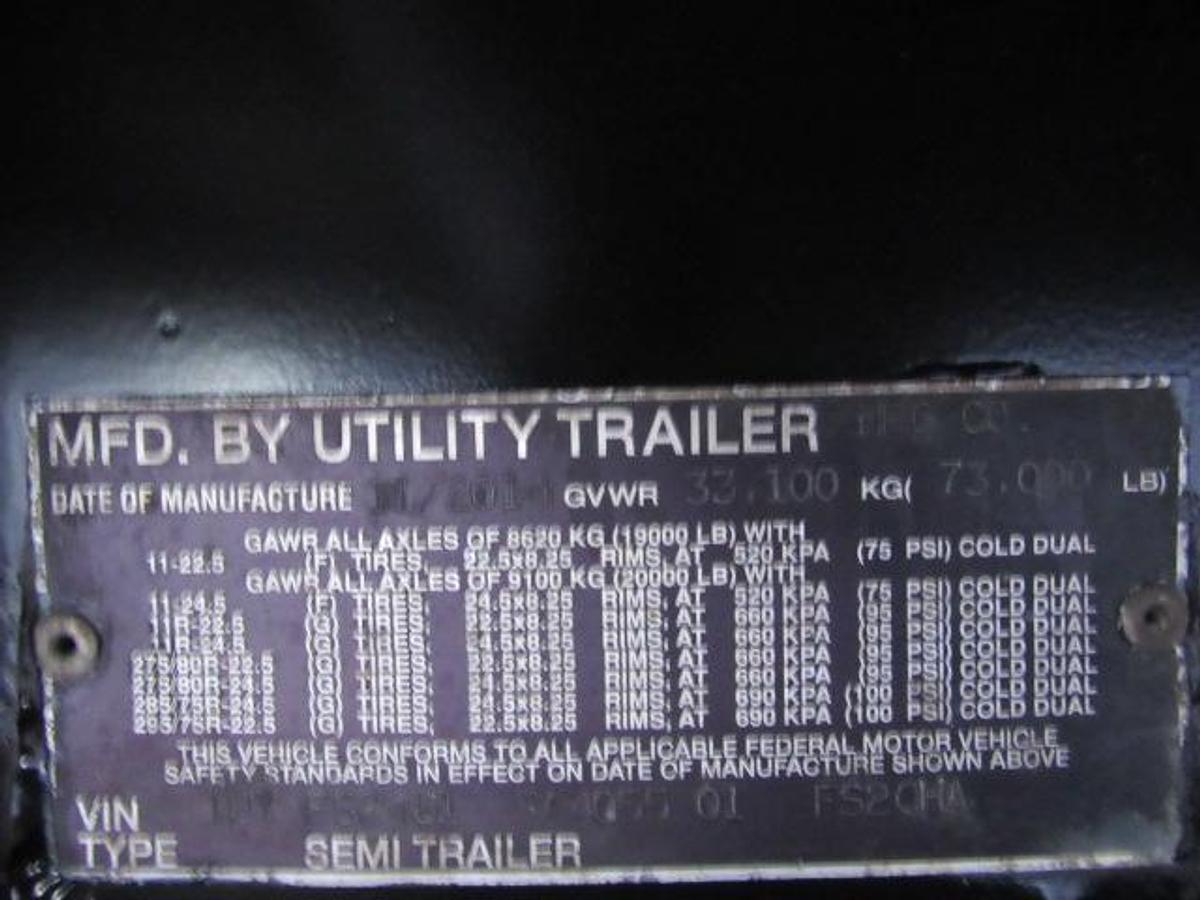 MFD. BY UTILITY TRAILER MFG CO.
DATE OF MANUFACTURE GVWR 33,100 KG( 73,000 LB)
GAWR ALL AXLES OF 8620 KG (19000 LB) WITH
11-22.5 (F) TIRES, 22.5x8.25 RIMS, AT 520 KPA (75 PSI) COLD DUAL
GAWR ALL AXLES OF 9100 KG (20000 LB) WITH
11-24.5 (F) TIRES, 24.5x8.25 RIMS, AT 520 KPA (75 PSI) COLD DUAL
11R-22.5 (G) TIRES, 22.5x8.25 RIMS, AT 660 KPA (95 PSI) COLD DUAL
11R-24.5 (G) TIRES, 24.5x8.25 RIMS, AT 660 KPA (95 PSI) COLD DUAL
275/80R-22.5 (G) TIRES, 22.5x8.25 RIMS, AT 660 KPA (95 PSI) COLD DUAL
275/80R-24.5 (G) TIRES, 24.5x8.25 RIMS, AT 660 KPA (95 PSI) COLD DUAL
285/75R-24.5 (G) TIRES, 24.5x8.25 RIMS, AT 690 KPA (100 PSI) COLD DUAL
295/75R-22.5 (G) TIRES, 22.5x8.25 RIMS, AT 690 KPA (100 PSI) COLD DUAL
THIS VEHICLE CONFORMS TO ALL APPLICABLE FEDERAL MOTOR VEHICLE
SAFETY STANDARDS IN EFFECT ON DATE OF MANUFACTURE SHOWN ABOVE
VIN 01 FS2CHA
TYPE SEMI TRAILER